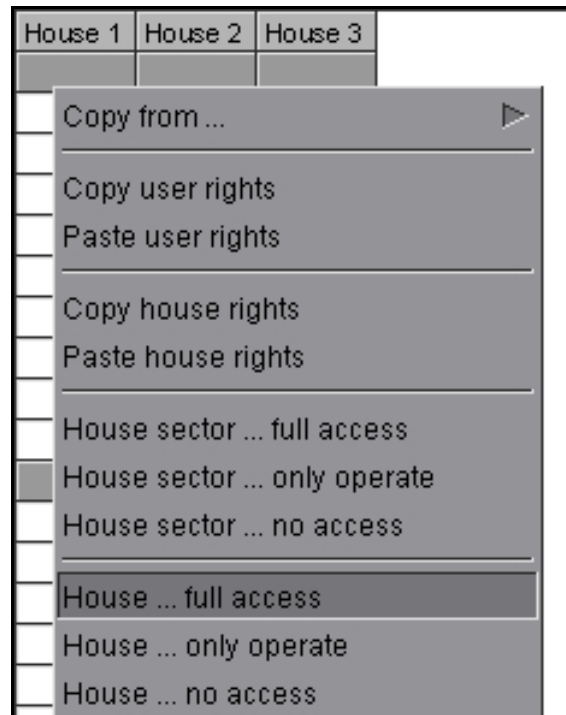 House 1 House 2 House 3
Copy from ...
Copy user rights
Paste user rights
Copy house rights
Paste house rights
House sector ... full access
House sector ... only operate
House sector ... no access
House ... full access
House ... only operate
House ... no access